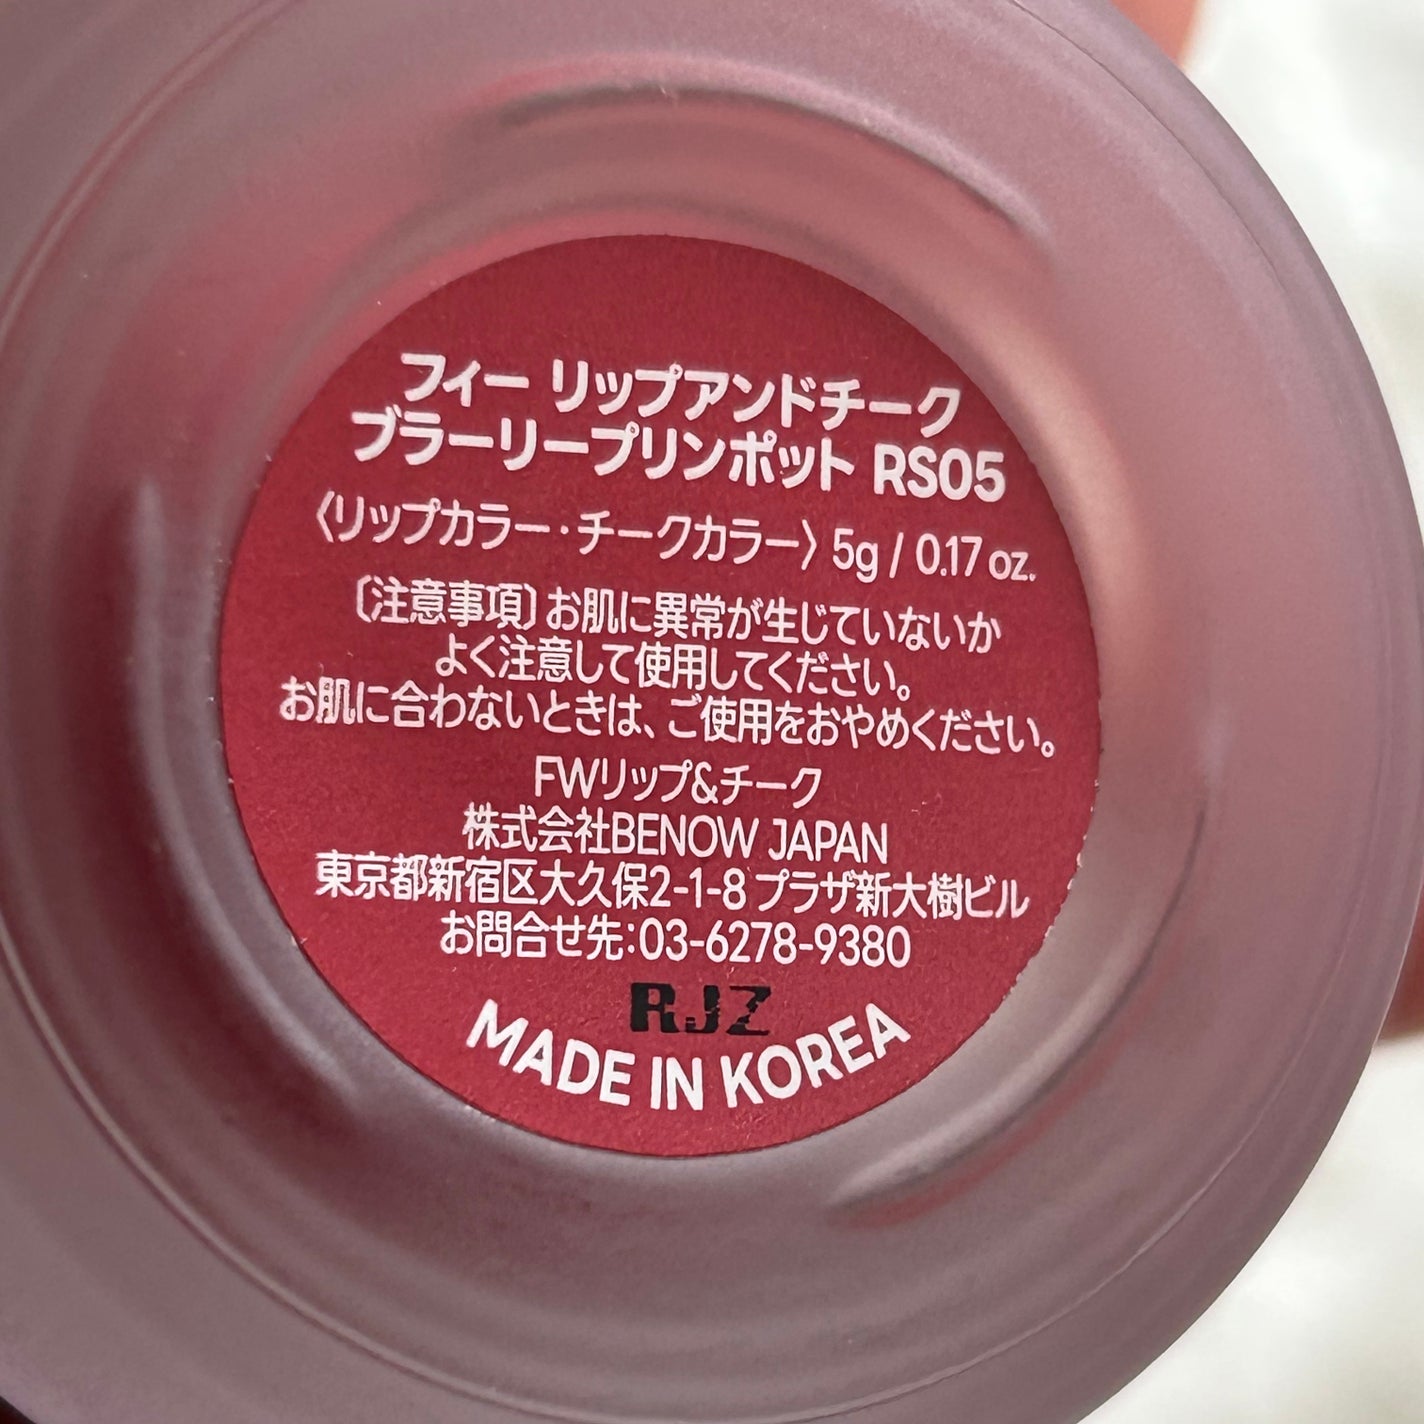 フィー リップアンドチーク
ブラーリープリンポット RS05
〈リップカラー・チークカラー〉 5g / 0.17 oz.
〔注意事項〕お肌に異常が生じていないか
よく注意して使用してください。
お肌に合わないときは、ご使用をおやめください。
FWリップ&チーク
株式会社BENOW JAPAN
東京都新宿区大久保2-1-8 プラザ新大樹ビル
お問合せ先:03-6278-9380
RJZ
MADE IN KOREA